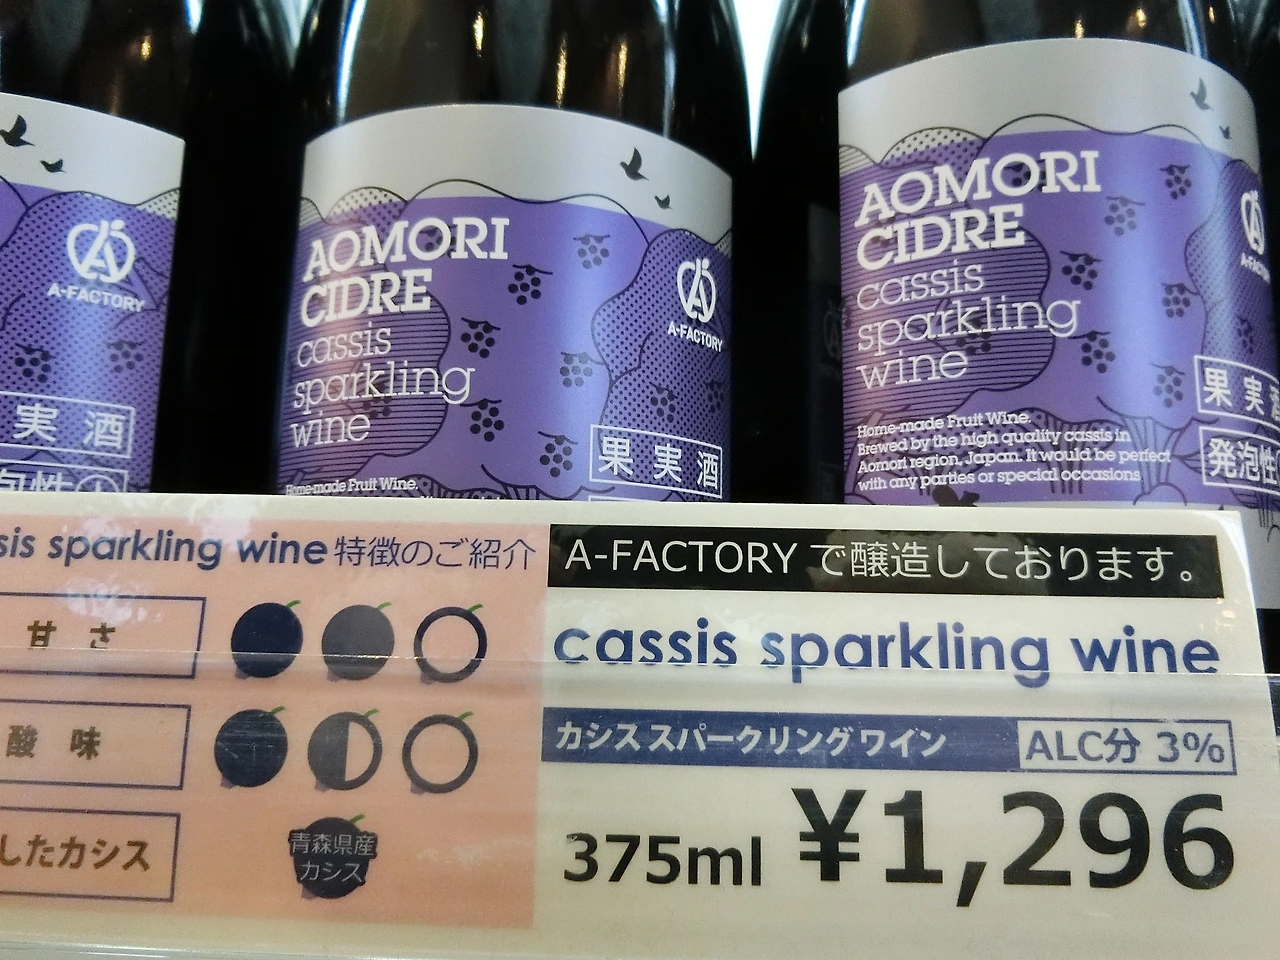 A-FACTORY
実酒
AOMORI
CIDRE
cassis
sparkling
wine
Home-made Fruit Wine.
A-FACTORY
果実酒
AOMORI
CIDRE
cassis
sparkling
wine
Home-made Fruit Wine.
Brewed by the high quality cassis in
Aomori region, Japan. It would be perfect
with any parties or special occasions
果実酒
発泡性
sis sparkling wine 特徴のご紹介
甘さ
酸味
したカシス
青森県産
カシス
A-FACTORY で醸造しております。
cassis sparkling wine
カシス スパークリング ワイン
ALC分 3%
375ml ¥1,296